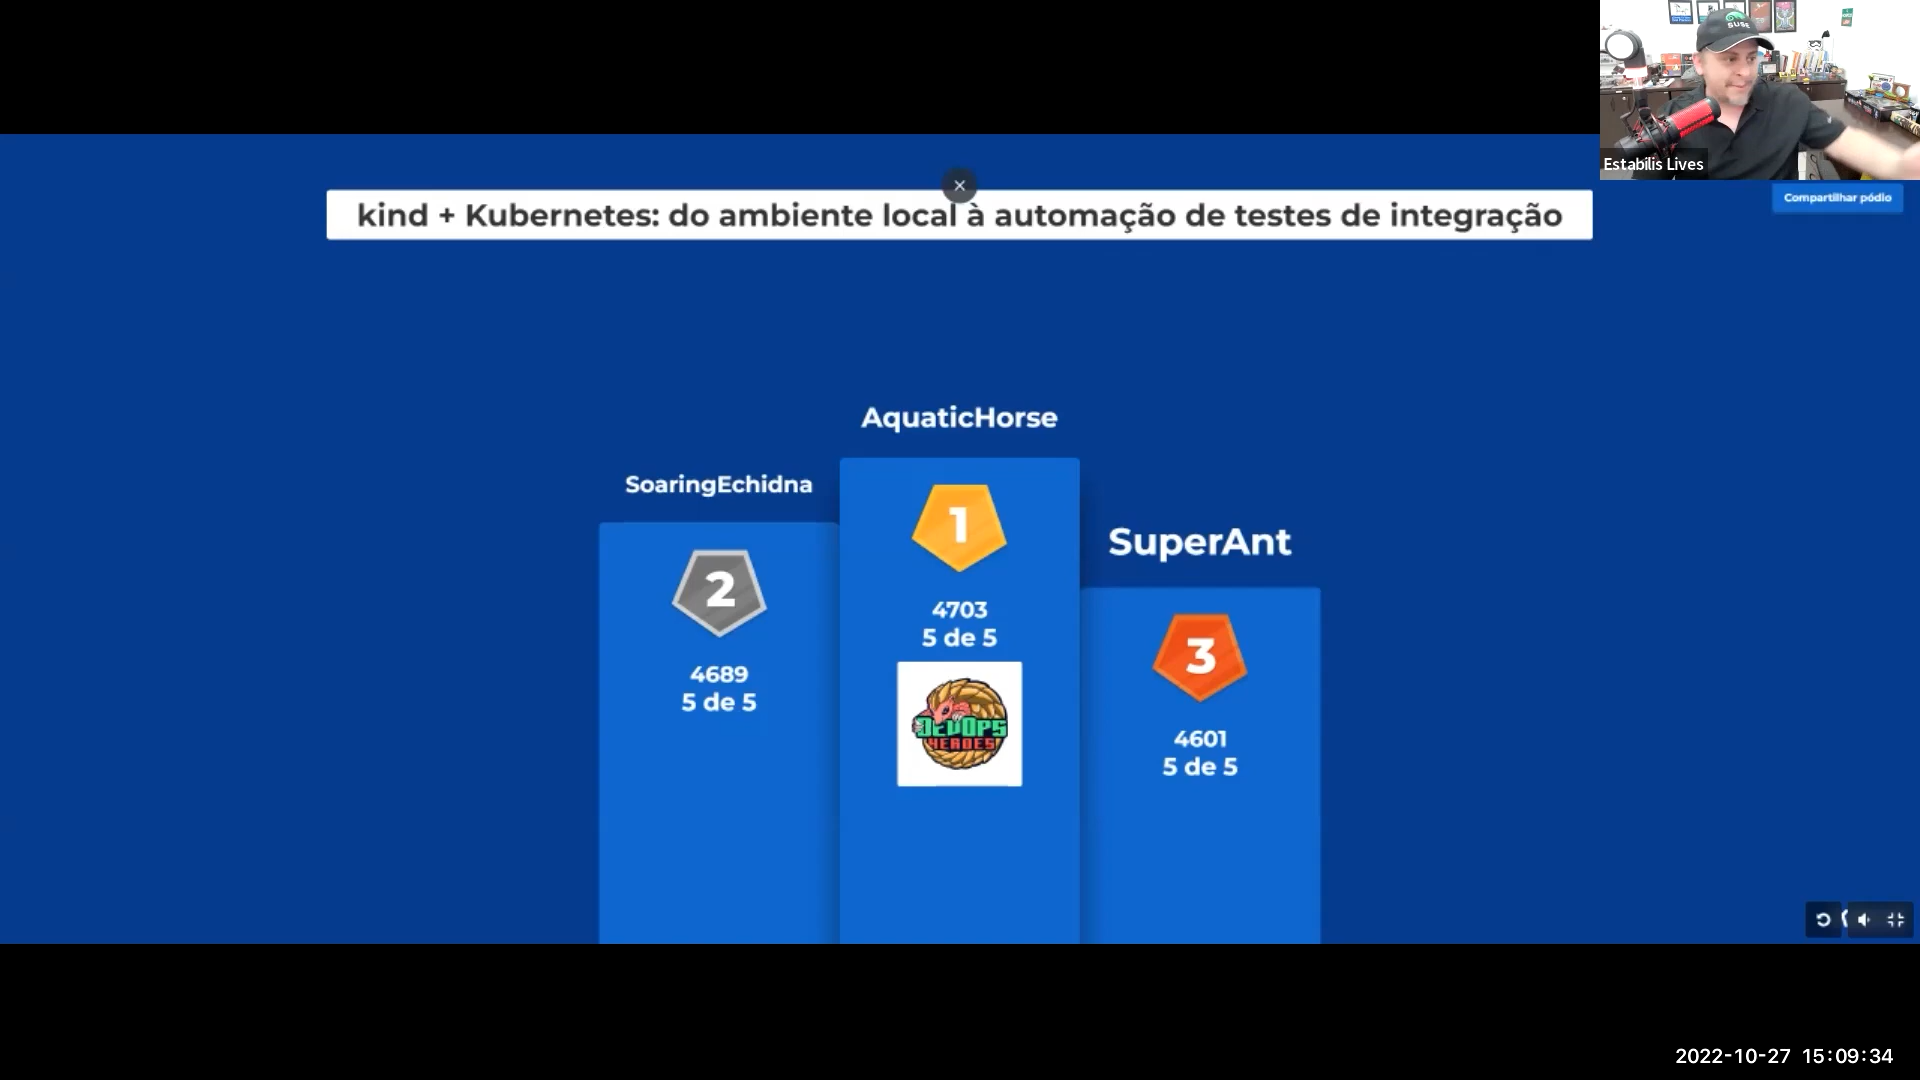 SUSE
Estabilis Lives
Compartilhar pódio
kind + Kubernetes: do ambiente local à automação de testes de integração
AquaticHorse
SoaringEchidna
1
2
SuperAnt
4703
5 de 5
3
4689
5 de 5
DEVOPS
HEROES
4601
5 de 5
2022-10-27 15:09:34